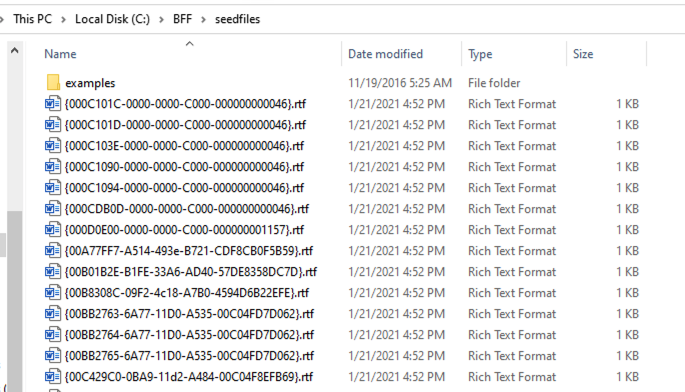 This PC > Local Disk (C:) > BFF > seedfiles
Name Date modified Type Size
examples 11/19/2016 5:25 AM File folder
{000C101C-0000-0000-C000-000000000046}.rtf 1/21/2021 4:52 PM Rich Text Format 1 KB
{000C101D-0000-0000-C000-000000000046}.rtf 1/21/2021 4:52 PM Rich Text Format 1 KB
{000C103E-0000-0000-C000-000000000046}.rtf 1/21/2021 4:52 PM Rich Text Format 1 KB
{000C1090-0000-0000-C000-000000000046}.rtf 1/21/2021 4:52 PM Rich Text Format 1 KB
{000C1094-0000-0000-C000-000000000046}.rtf 1/21/2021 4:52 PM Rich Text Format 1 KB
{000CDB0D-0000-0000-C000-000000000046}.rtf 1/21/2021 4:52 PM Rich Text Format 1 KB
{000D0E00-0000-0000-C000-000000001157}.rtf 1/21/2021 4:52 PM Rich Text Format 1 KB
{00A77FF7-A514-493e-B721-CDF8CB0F5B59}.rtf 1/21/2021 4:52 PM Rich Text Format 1 KB
{00B01B2E-B1FE-33A6-AD40-57DE8358DC7D}.rtf 1/21/2021 4:52 PM Rich Text Format 1 KB
{00B8308C-09F2-4c18-A7B0-4594D6B22EFE}.rtf 1/21/2021 4:52 PM Rich Text Format 1 KB
{00BB2763-6A77-11D0-A535-00C04FD7D062}.rtf 1/21/2021 4:52 PM Rich Text Format 1 KB
{00BB2764-6A77-11D0-A535-00C04FD7D062}.rtf 1/21/2021 4:52 PM Rich Text Format 1 KB
{00BB2765-6A77-11D0-A535-00C04FD7D062}.rtf 1/21/2021 4:52 PM Rich Text Format 1 KB
{00C429C0-0BA9-11d2-A484-00C04F8EFB69}.rtf 1/21/2021 4:52 PM Rich Text Format 1 KB